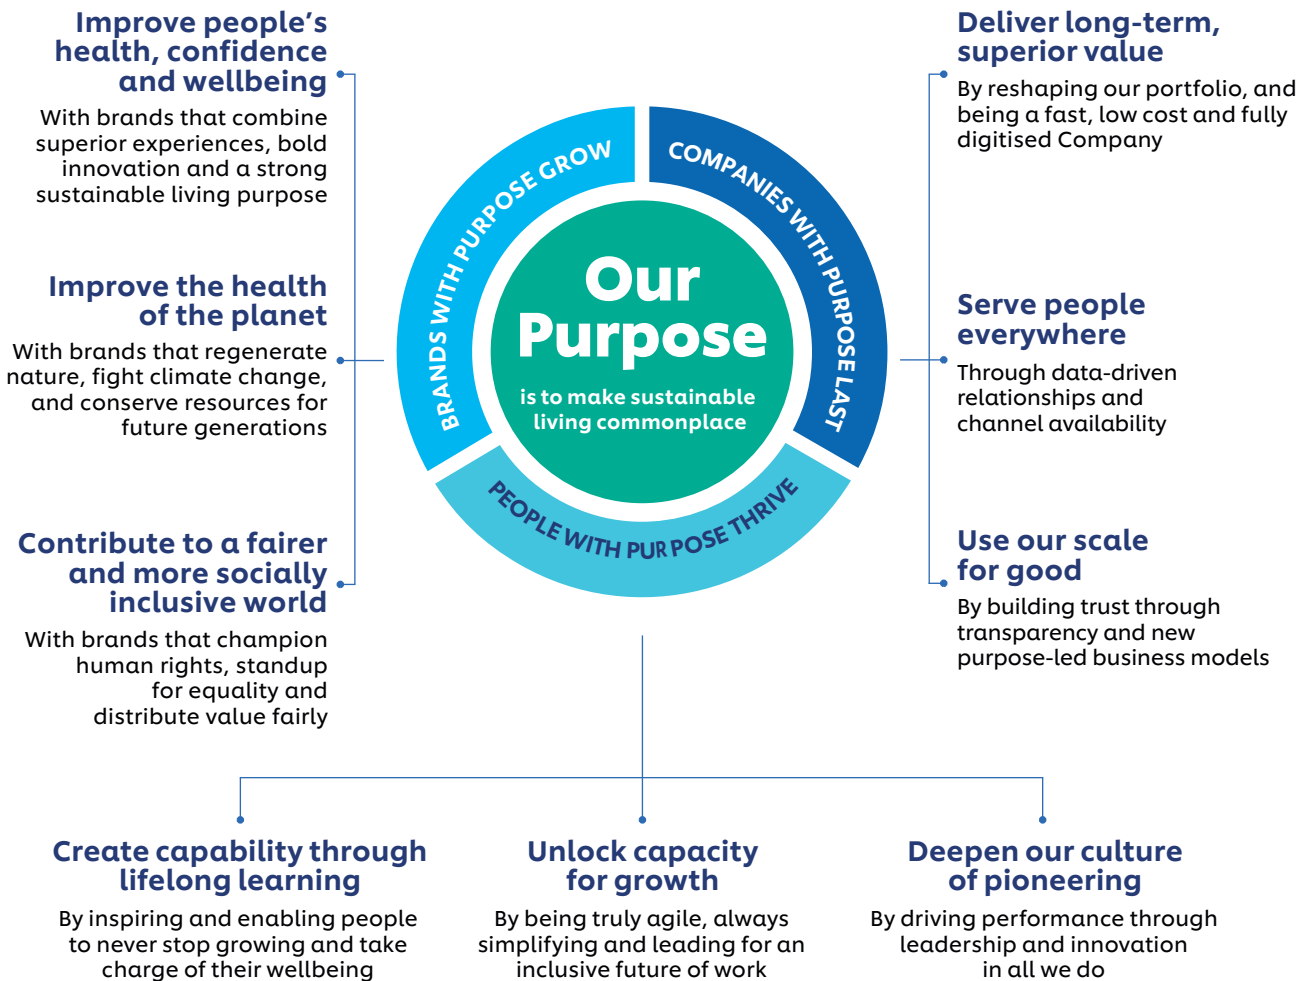 Improve people's
health, confidence
and wellbeing
With brands that combine
superior experiences, bold
innovation and a strong
sustainable living purpose
Improve the health
of the planet
With brands that regenerate
nature, fight climate change,
and conserve resources for
future generations
Contribute to a fairer
and more socially
inclusive world
With brands that champion
human rights, standup
for equality and
distribute value fairly
BRANDS WITH PURPOSE GROW
COMPANIES WITH PURPOSE LAST
PEOPLE WITH PURPOSE THRIVE
Our
Purpose
is to make sustainable
living commonplace
Deliver long-term,
superior value
By reshaping our portfolio, and
being a fast, low cost and fully
digitised Company
Serve people
everywhere
Through data-driven
relationships and
channel availability
Use our scale
for good
By building trust through
transparency and new
purpose-led business models
Create capability through
lifelong learning
By inspiring and enabling people
to never stop growing and take
charge of their wellbeing
Unlock capacity
for growth
By being truly agile, always
simplifying and leading for an
inclusive future of work
Deepen our culture
of pioneering
By driving performance through
leadership and innovation
in all we do